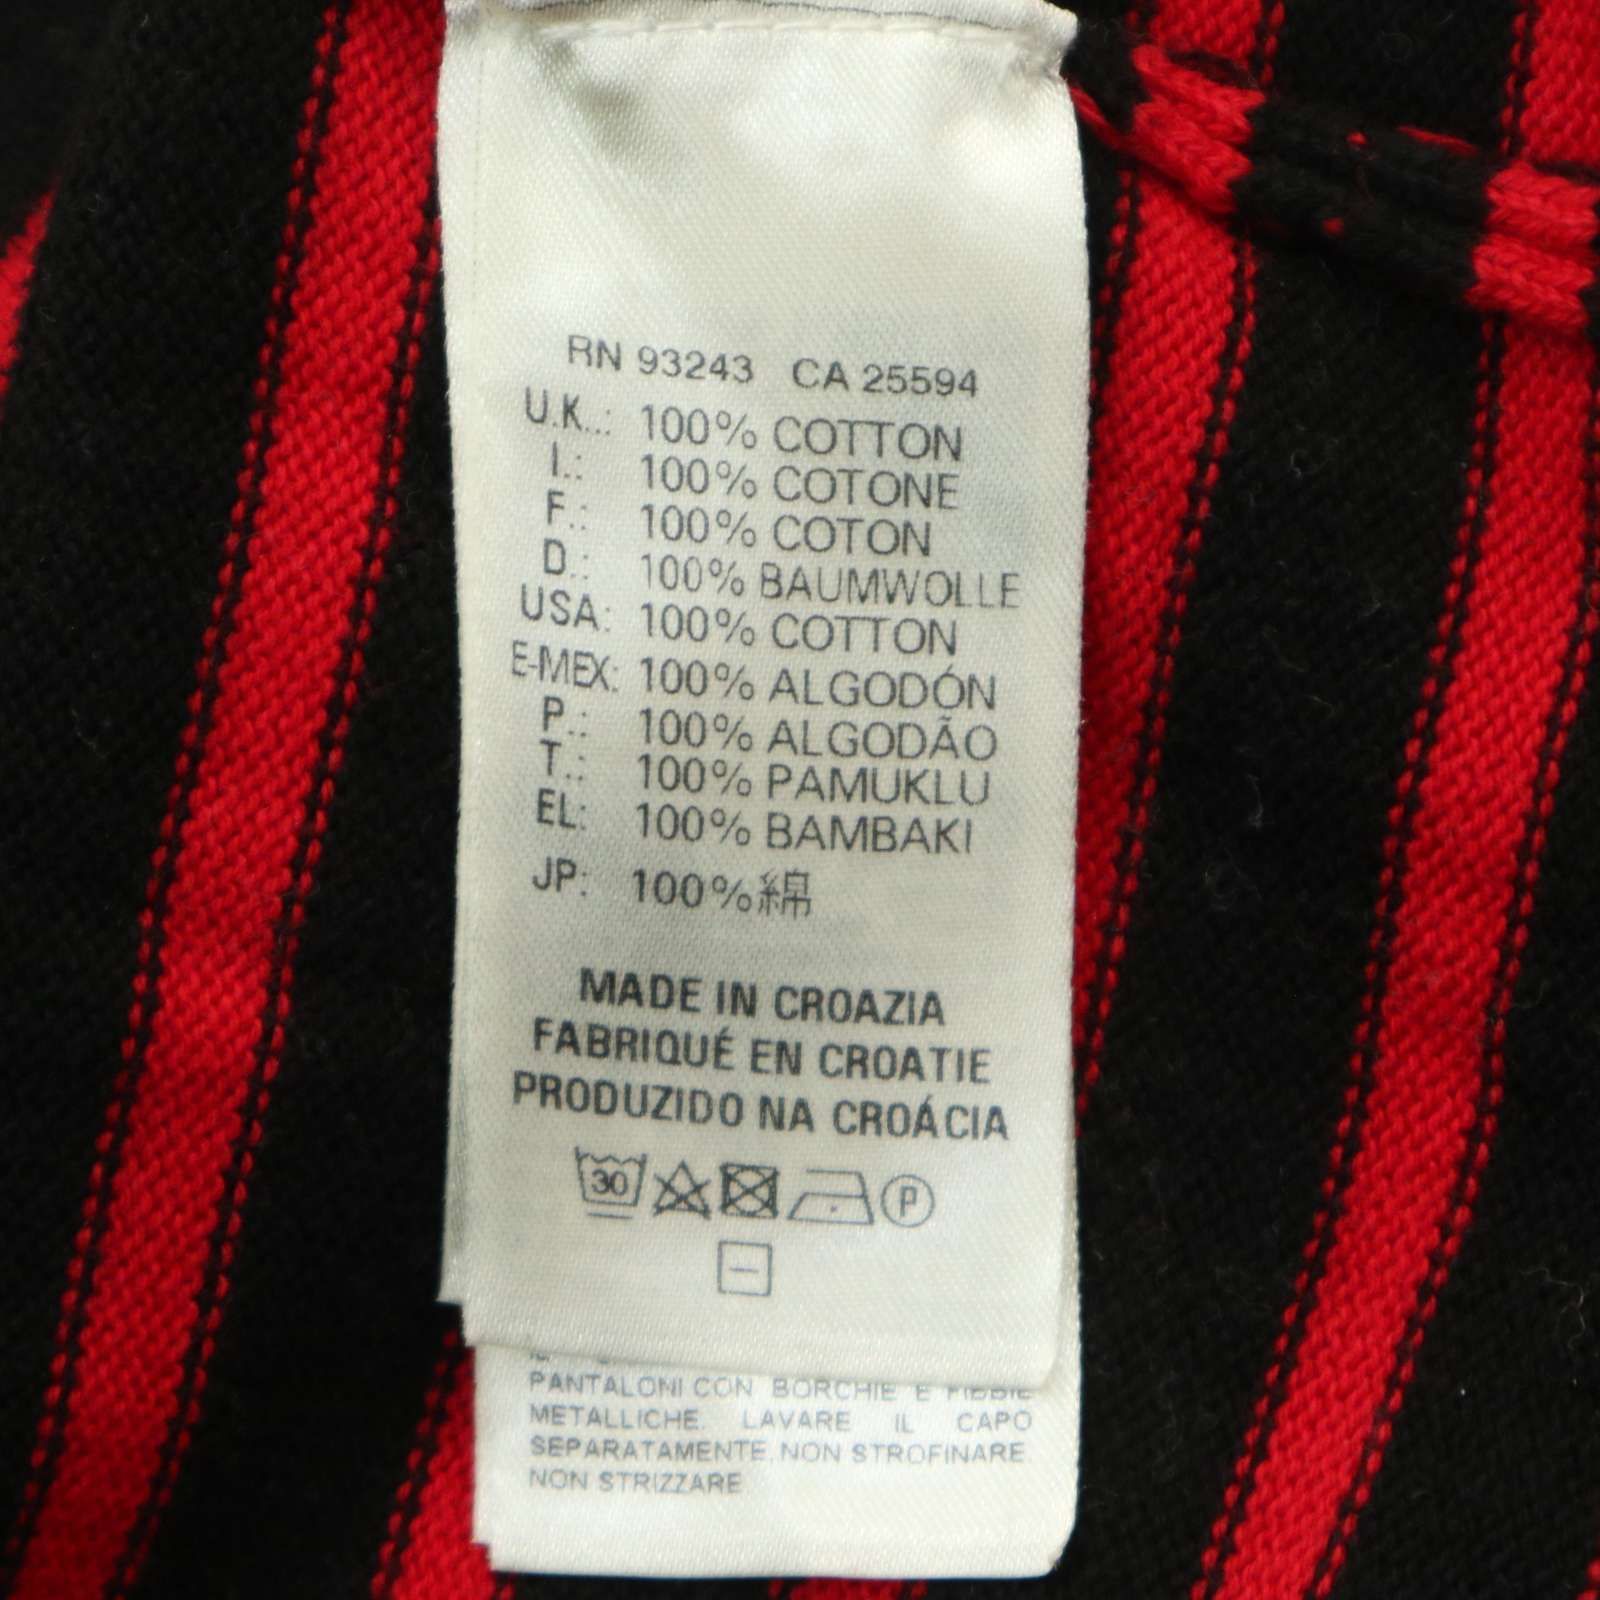 RN 93243 CA 25594
U.K..: 100% COTTON
I.: 100% COTONE
F.: 100% COTON
D.: 100% BAUMWOLLE
USA: 100% COTTON
E-MEX: 100% ALGODÓN
P.: 100% ALGODÃO
T.: 100% PAMUKLU
EL: 100% BAMBAKI
JP: 100%綿
MADE IN CROAZIA
FABRIQUÉ EN CROATIE
PRODUZIDO NA CROÁCIA
30 P
PANTALONI CON BORCHIE E FIBBIE
METALLICHE. LAVARE IL CAPO
SEPARATAMENTE, NON STROFINARE.
NON STRIZZARE